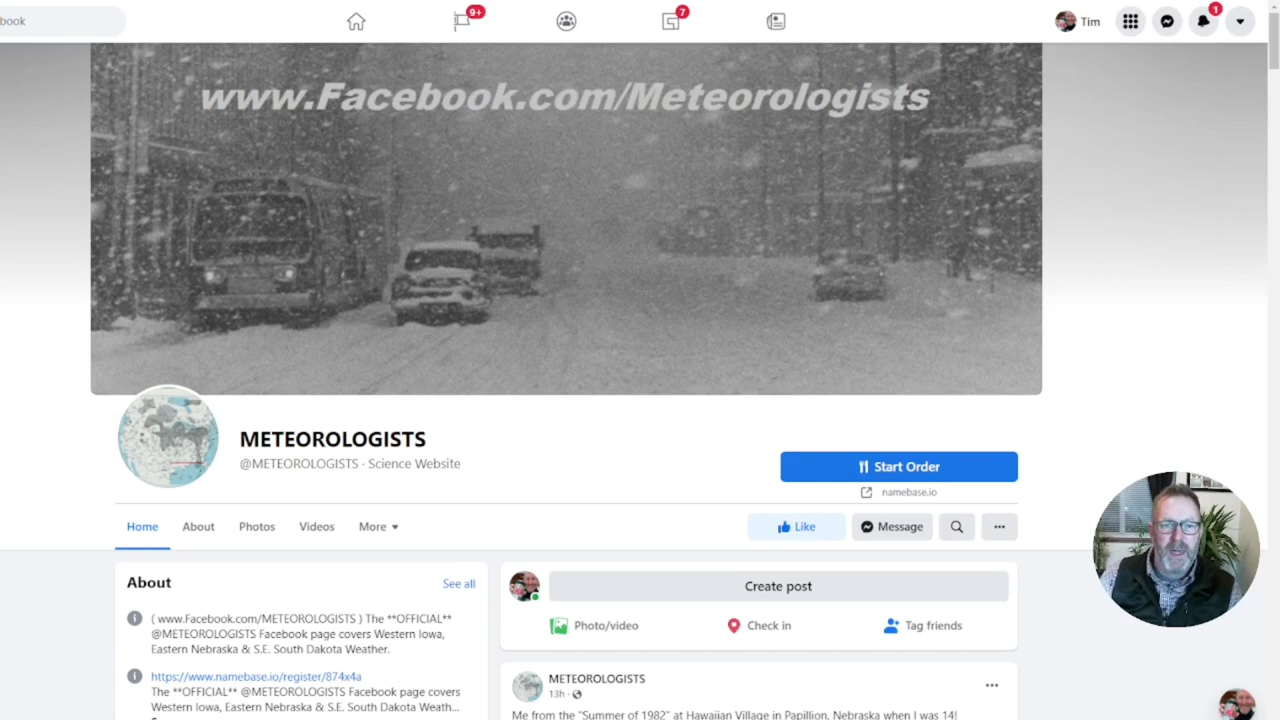 book
9+
7
Tim
1
www.Facebook.com/Meteorologists
METEOROLOGISTS
@METEOROLOGISTS · Science Website
Start Order
namebase.io
Home
About
Photos
Videos
More
Like
Message
About
See all
( www.Facebook.com/METEOROLOGISTS ) The **OFFICIAL**
@METEOROLOGISTS Facebook page covers Western Iowa,
Eastern Nebraska & S.E. South Dakota Weather.
https://www.namebase.io/register/874x4a
The **OFFICIAL** @METEOROLOGISTS Facebook page covers
Western Iowa, Eastern Nebraska & S.E. South Dakota Weath...
Create post
Photo/video
Check in
Tag friends
METEOROLOGISTS
13h ·
Me from the "Summer of 1982" at Hawaiian Village in Papillion, Nebraska when I was 14!